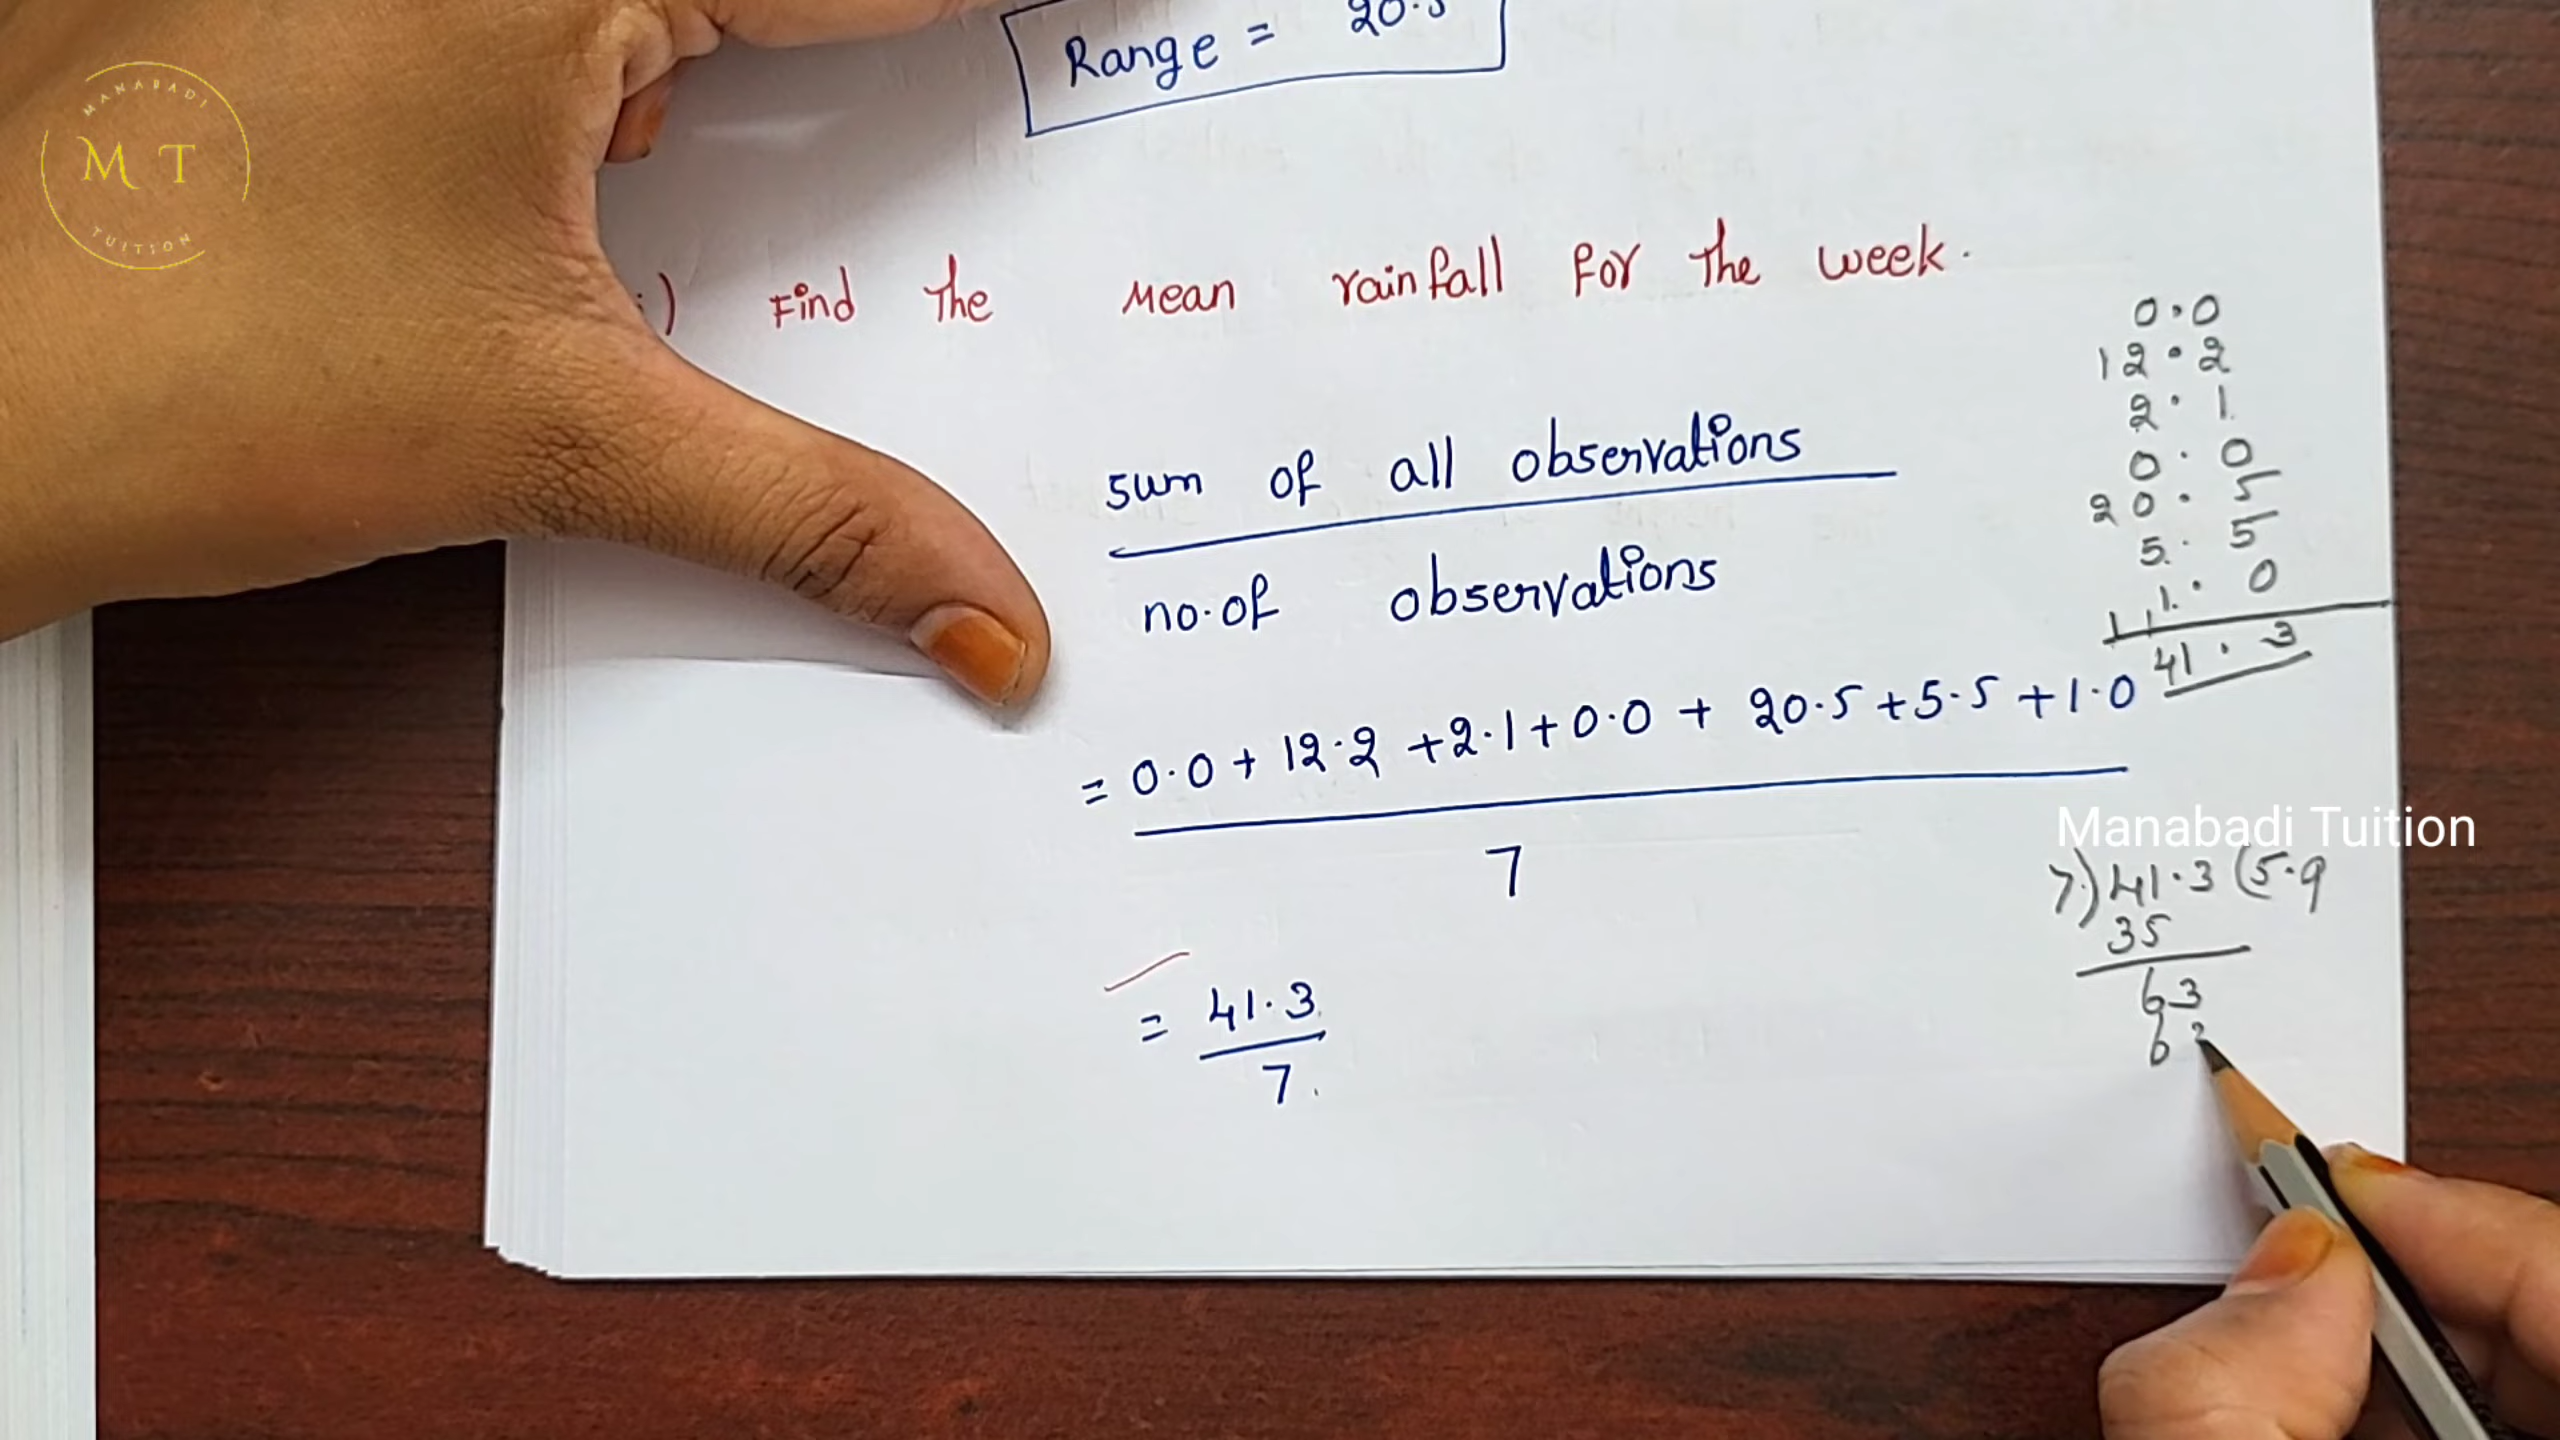 MANABADI
MT
TUITION
Range = 20.5
i) Find the Mean rainfall for the week.
sum of all observations
no. of observations
= 0.0 + 12.2 + 2.1 + 0.0 + 20.5 + 5.5 + 1.0
7
= 41.3
7.
0.0
12.2
2.1
0.0
20.5
5.5
1.0
1 1
41.3
Manabadi Tuition
7) 41.3 (5.9
35
63
6